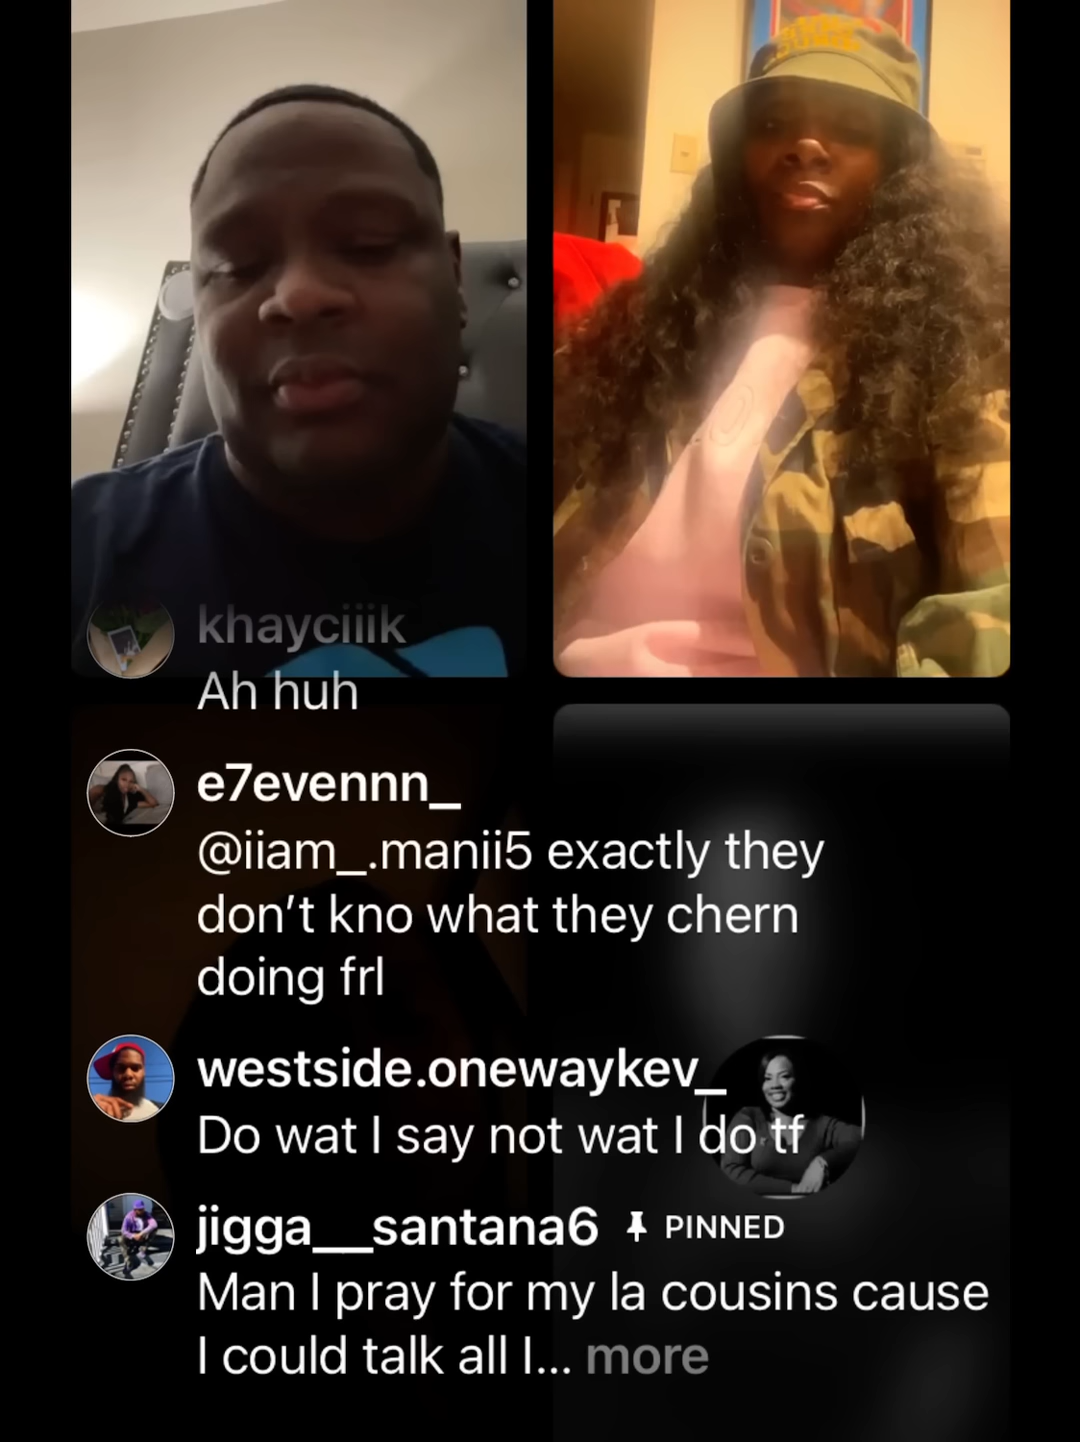 khayciiik
Ah huh
e7evennn_
@iiam_.manii5 exactly they
don't kno what they chern
doing frl
westside.onewaykev_
Do wat I say not wat I do tf
jigga__santana6 PINNED
Man I pray for my la cousins cause
I could talk all I... more